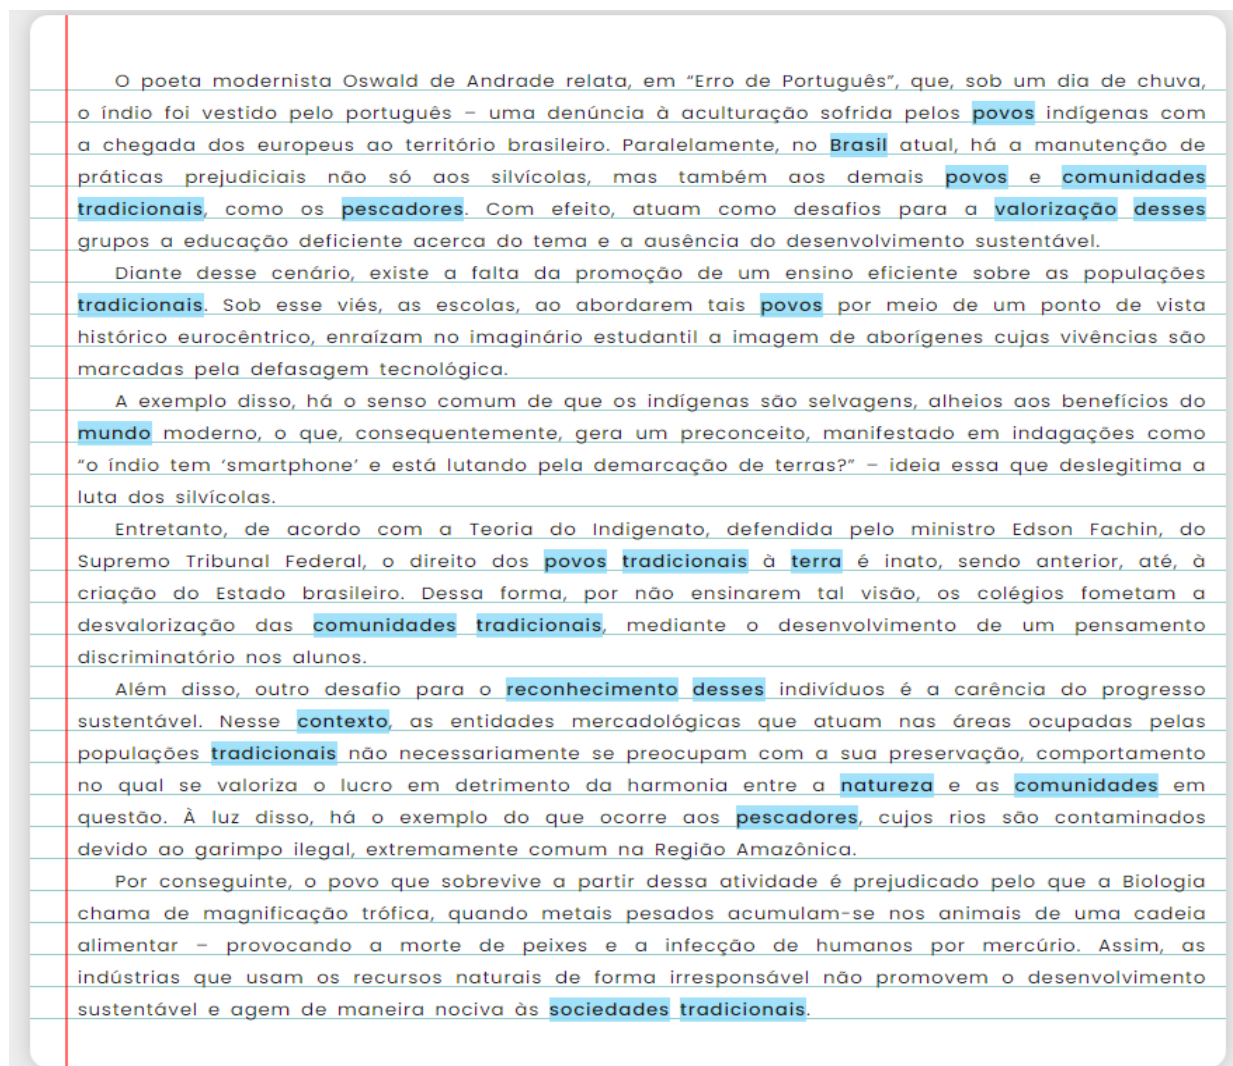 O poeta modernista Oswald de Andrade relata, em “Erro de Português”, que, sob um dia de chuva,
o índio foi vestido pelo português – uma denúncia à aculturação sofrida pelos povos indígenas com
a chegada dos europeus ao território brasileiro. Paralelamente, no Brasil atual, há a manutenção de
práticas prejudiciais não só aos silvícolas, mas também aos demais povos e comunidades
tradicionais, como os pescadores. Com efeito, atuam como desafios para a valorização desses
grupos a educação deficiente acerca do tema e a ausência do desenvolvimento sustentável.
Diante desse cenário, existe a falta da promoção de um ensino eficiente sobre as populações
tradicionais. Sob esse viés, as escolas, ao abordarem tais povos por meio de um ponto de vista
histórico eurocêntrico, enraízam no imaginário estudantil a imagem de aborígenes cujas vivências são
marcadas pela defasagem tecnológica.
A exemplo disso, há o senso comum de que os indígenas são selvagens, alheios aos benefícios do
mundo moderno, o que, consequentemente, gera um preconceito, manifestado em indagações como
“o índio tem ‘smartphone’ e está lutando pela demarcação de terras?” – ideia essa que deslegitima a
luta dos silvícolas.
Entretanto, de acordo com a Teoria do Indigenato, defendida pelo ministro Edson Fachin, do
Supremo Tribunal Federal, o direito dos povos tradicionais à terra é inato, sendo anterior, até, à
criação do Estado brasileiro. Dessa forma, por não ensinarem tal visão, os colégios fometam a
desvalorização das comunidades tradicionais, mediante o desenvolvimento de um pensamento
discriminatório nos alunos.
Além disso, outro desafio para o reconhecimento desses indivíduos é a carência do progresso
sustentável. Nesse contexto, as entidades mercadológicas que atuam nas áreas ocupadas pelas
populações tradicionais não necessariamente se preocupam com a sua preservação, comportamento
no qual se valoriza o lucro em detrimento da harmonia entre a natureza e as comunidades em
questão. À luz disso, há o exemplo do que ocorre aos pescadores, cujos rios são contaminados
devido ao garimpo ilegal, extremamente comum na Região Amazônica.
Por conseguinte, o povo que sobrevive a partir dessa atividade é prejudicado pelo que a Biologia
chama de magnificação trófica, quando metais pesados acumulam-se nos animais de uma cadeia
alimentar – provocando a morte de peixes e a infecção de humanos por mercúrio. Assim, as
indústrias que usam os recursos naturais de forma irresponsável não promovem o desenvolvimento
sustentável e agem de maneira nociva às sociedades tradicionais.